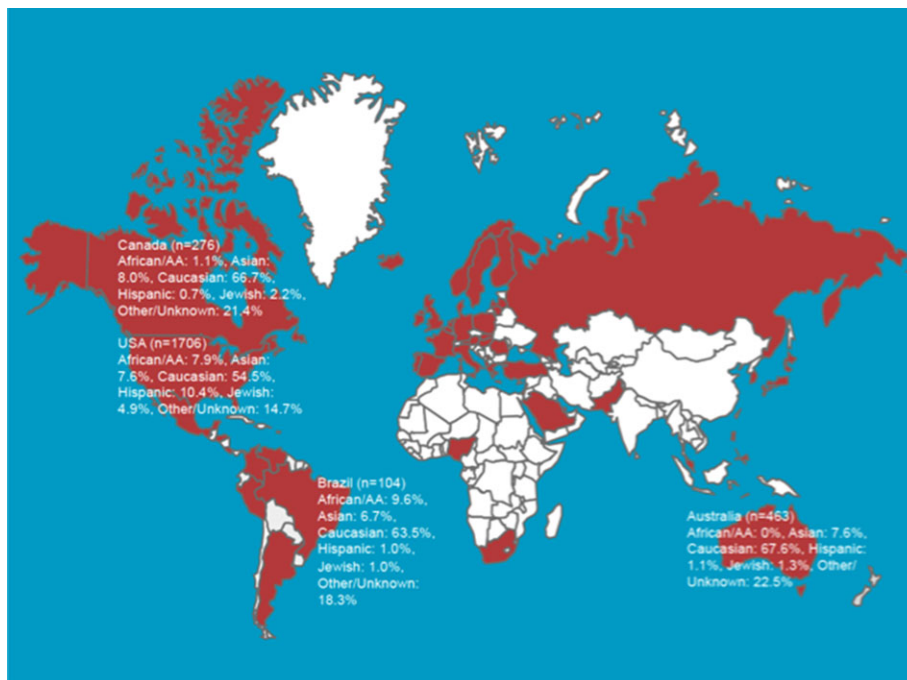 Canada (n=276)
African/AA: 1.1%, Asian:
8.0%, Caucasian: 66.7%,
Hispanic: 0.7%, Jewish: 2.2%,
Other/Unknown: 21.4%
USA (n=1706)
African/AA: 7.9%, Asian:
7.6%, Caucasian: 54.5%,
Hispanic: 10.4%, Jewish:
4.9%, Other/Unknown: 14.7%
Brazil (n=104)
African/AA: 9.6%,
Asian: 6.7%,
Caucasian: 63.5%,
Hispanic: 1.0%,
Jewish: 1.0%,
Other/Unknown:
18.3%
Australia (n=463)
African/AA: 0%, Asian: 7.6%,
Caucasian: 67.6%, Hispanic:
1.1%, Jewish: 1.3%, Other/
Unknown: 22.5%